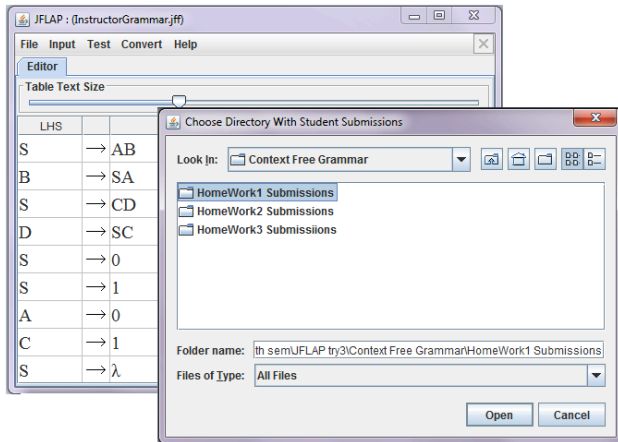 JFLAP : (InstructorGrammar.jff)
File Input Test Convert Help
Editor
Table Text Size
LHS
S → AB
B → SA
S → CD
D → SC
S → 0
S → 1
A → 0
C → 1
S → λ
Choose Directory With Student Submissions
Look In: Context Free Grammar
HomeWork1 Submissions
HomeWork2 Submissions
HomeWork3 Submissiions
Folder name: th sem\JFLAP try3\Context Free Grammar\HomeWork1 Submissions
Files of Type: All Files
Open Cancel